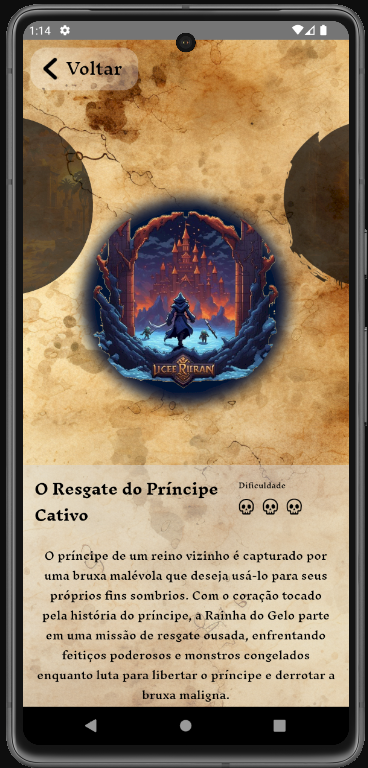 1:14
Voltar
O Resgate do Príncipe
Cativo
Dificuldade
O príncipe de um reino vizinho é capturado por
uma bruxa malévola que deseja usá-lo para seus
próprios fins sombrios. Com o coração tocado
pela história do príncipe, a Rainha do Gelo parte
em uma missão de resgate ousada, enfrentando
feitiços poderosos e monstros congelados
enquanto luta para libertar o príncipe e derrotar a
bruxa maligna.